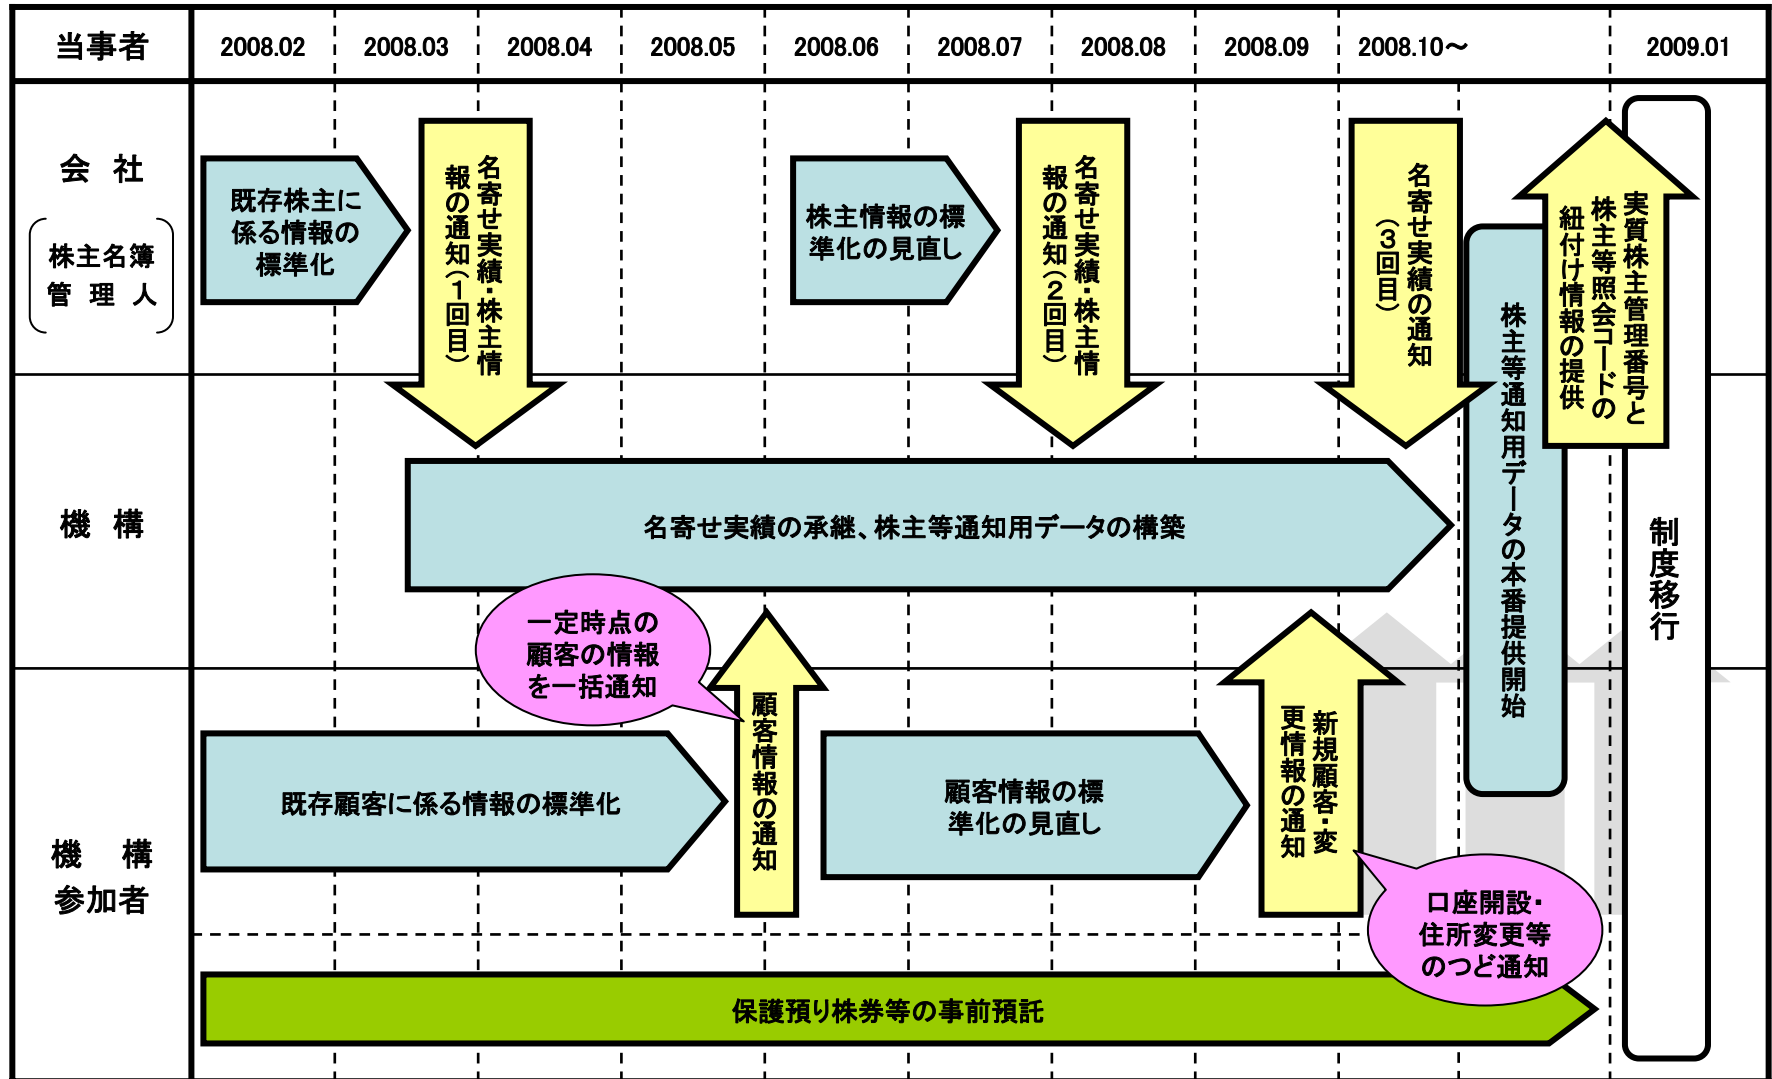 当事者
2008.02
2008.03
2008.04
2008.05
2008.06
2008.07
2008.08
2008.09
2008.10～
2009.01
会 社
株主名簿
管 理 人
既存株主に
係る情報の
標準化
名寄せ実績・株主情
報の通知（１回目）
株主情報の標
準化の見直し
名寄せ実績・株主情
報の通知（２回目）
名寄せ実績の通知
（３回目）
実質株主管理番号と
株主等照会コードの
紐付け情報の提供
株主等通知用データの本番提供開始
制度移行
機 構
名寄せ実績の承継、株主等通知用データの構築
一定時点の
顧客の情報
を一括通知
機 構
参加者
既存顧客に係る情報の標準化
顧客情報の通知
顧客情報の標
準化の見直し
新規顧客・変
更情報の通知
口座開設・
住所変更等
のつど通知
保護預り株券等の事前預託